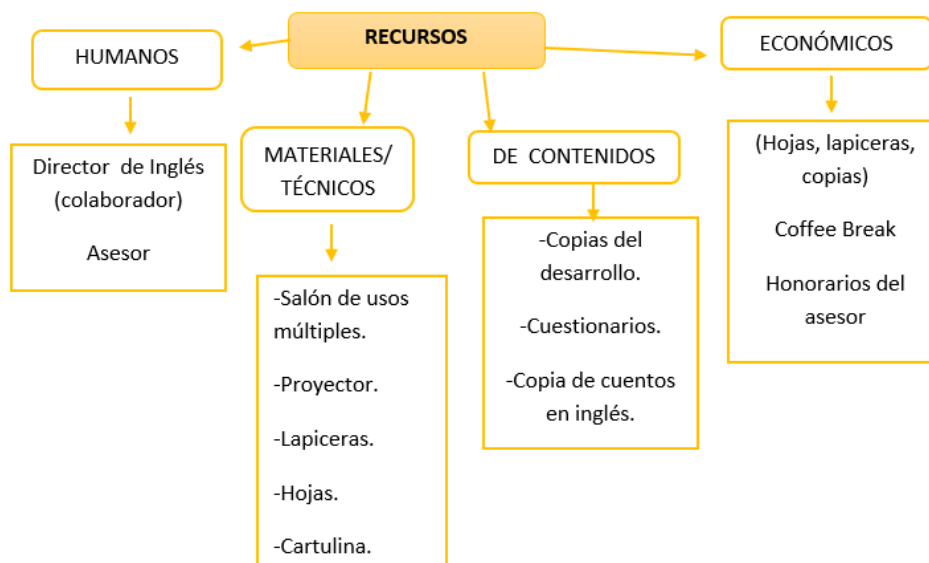 RECURSOS
HUMANOS
Director de Inglés
(colaborador)
Asesor
MATERIALES/
TÉCNICOS
-Salón de usos
múltiples.
-Proyector.
-Lapiceras.
-Hojas.
-Cartulina.
DE CONTENIDOS
-Copias del
desarrollo.
-Cuestionarios.
-Copia de cuentos
en inglés.
ECONÓMICOS
(Hojas, lapiceras,
copias)
Coffee Break
Honorarios del
asesor